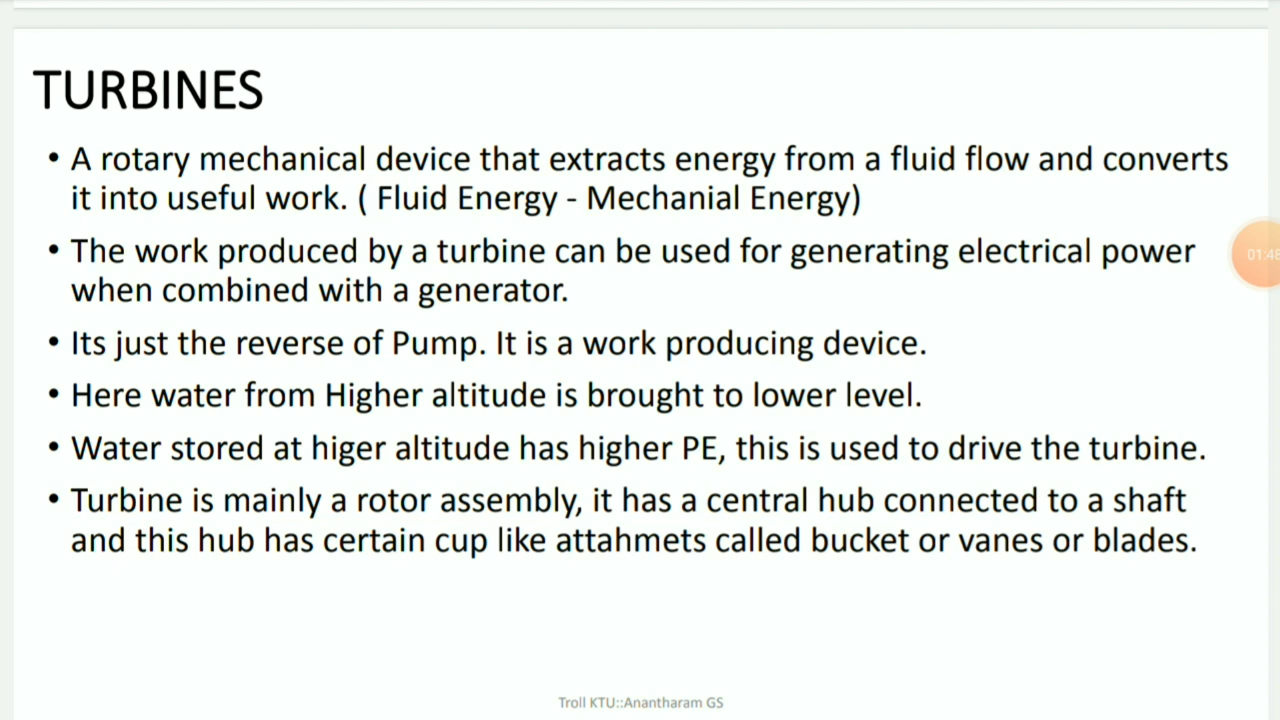 TURBINES
• A rotary mechanical device that extracts energy from a fluid flow and converts
it into useful work. ( Fluid Energy - Mechanial Energy)
• The work produced by a turbine can be used for generating electrical power
when combined with a generator.
• Its just the reverse of Pump. It is a work producing device.
• Here water from Higher altitude is brought to lower level.
• Water stored at higer altitude has higher PE, this is used to drive the turbine.
• Turbine is mainly a rotor assembly, it has a central hub connected to a shaft
and this hub has certain cup like attahmets called bucket or vanes or blades.
01:48
Troll KTU::Anantharam GS